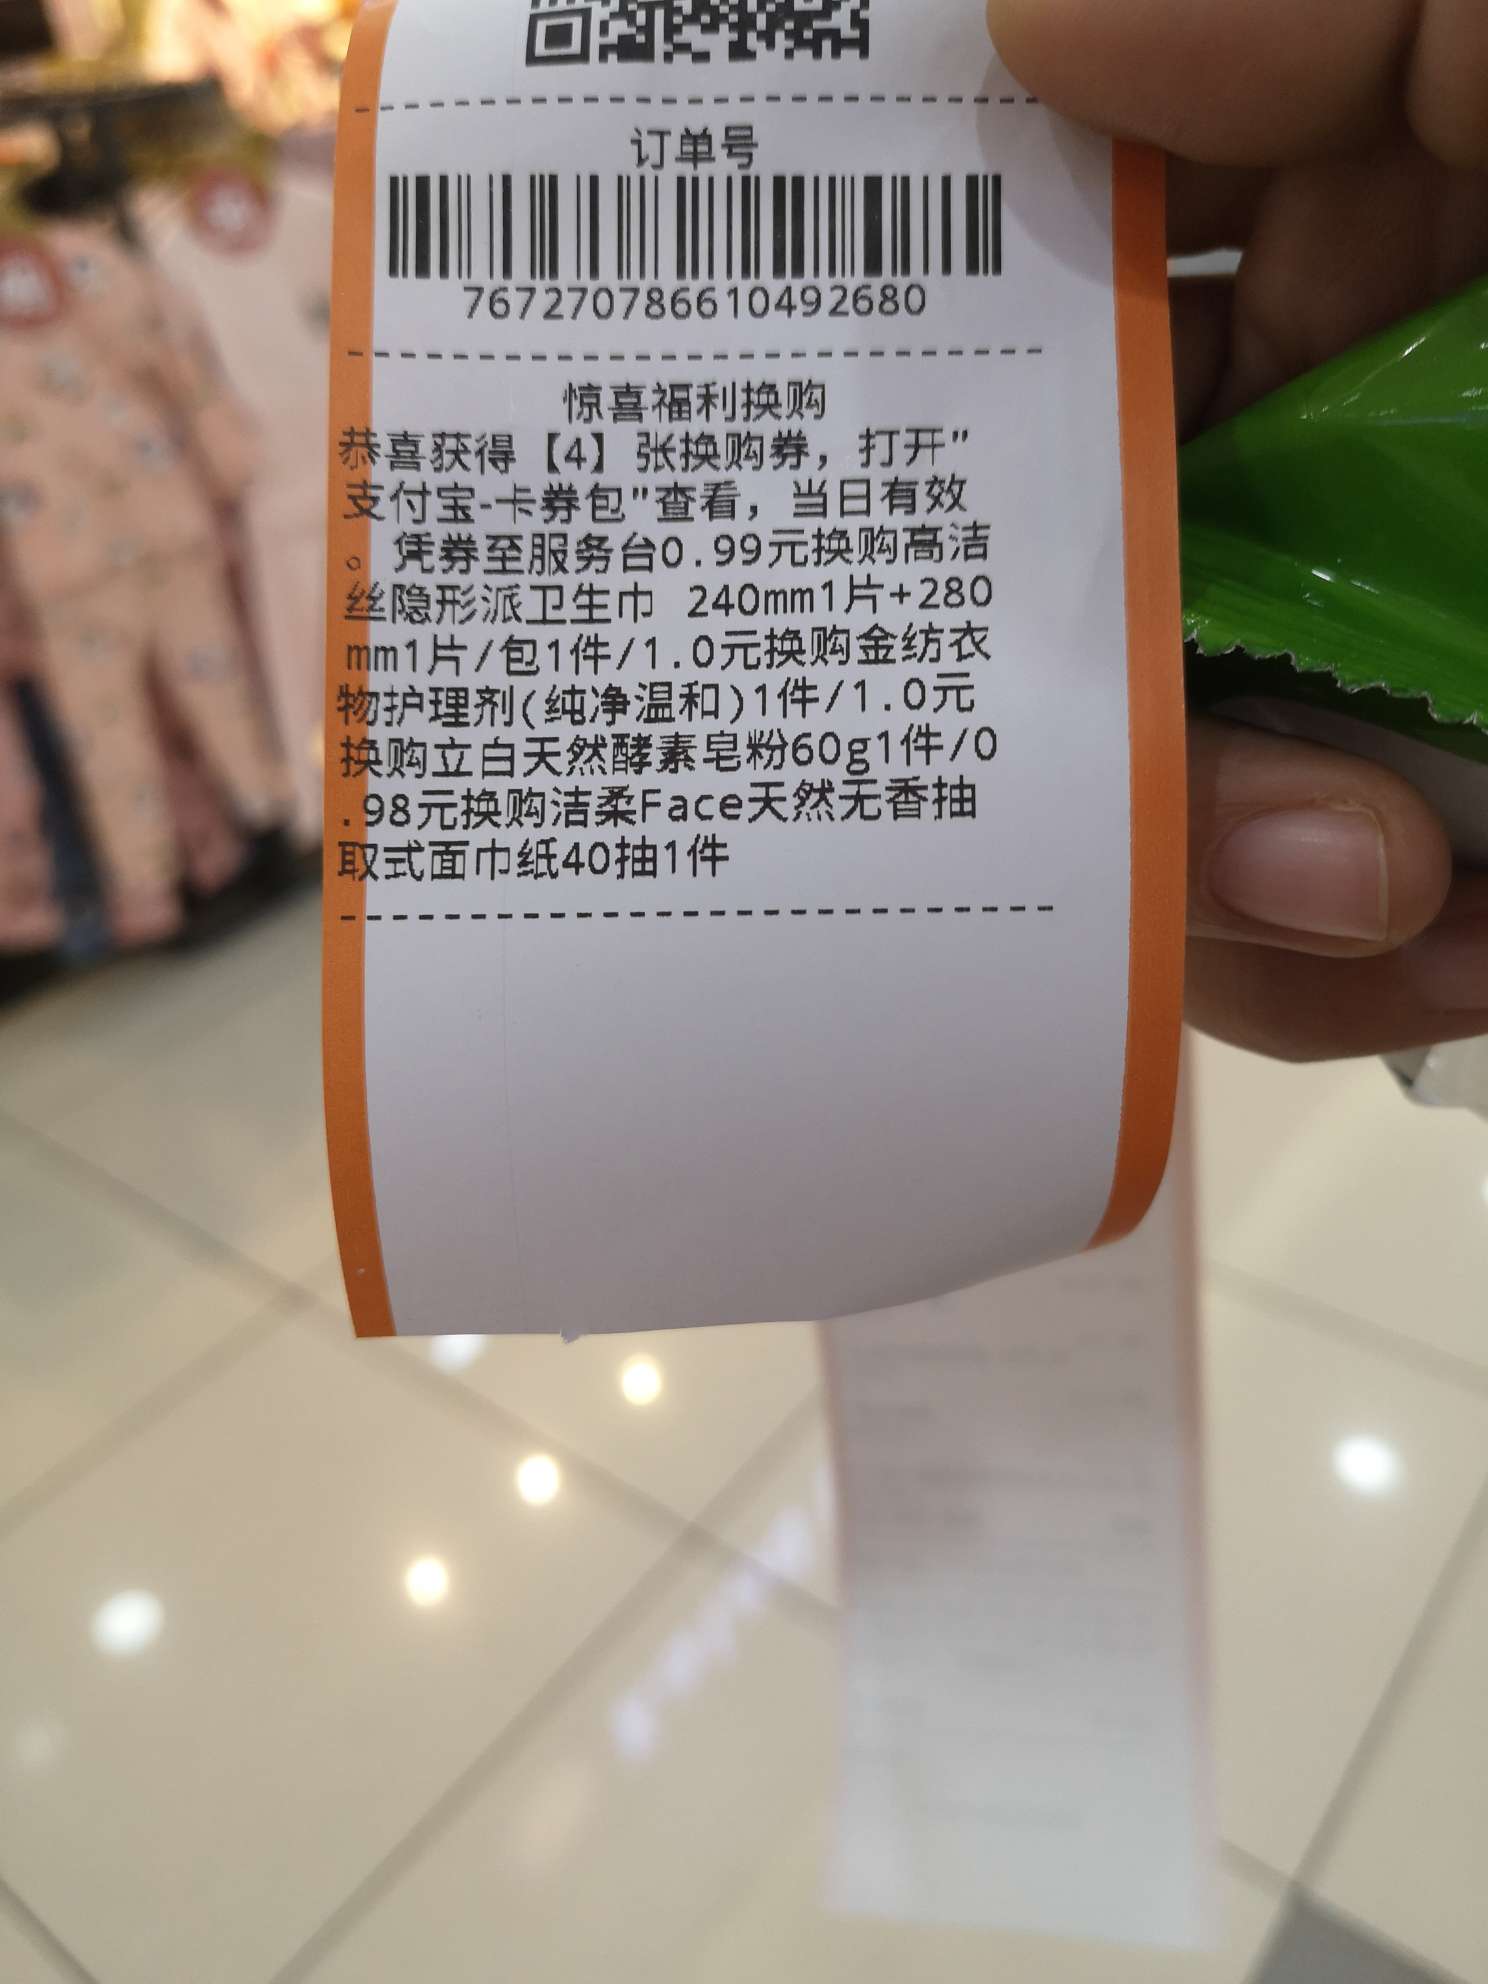 订单号
767270786610492680
惊喜福利换购
恭喜获得【4】张换购券，打开"
支付宝-卡券包"查看，当日有效
。凭券至服务台0.99元换购高洁
丝隐形派卫生巾 240mm1片+280
mm1片/包1件/1.0元换购金纺衣
物护理剂(纯净温和)1件/1.0元
换购立白天然酵素皂粉60g1件/0
.98元换购洁柔Face天然无香抽
取式面巾纸40抽1件